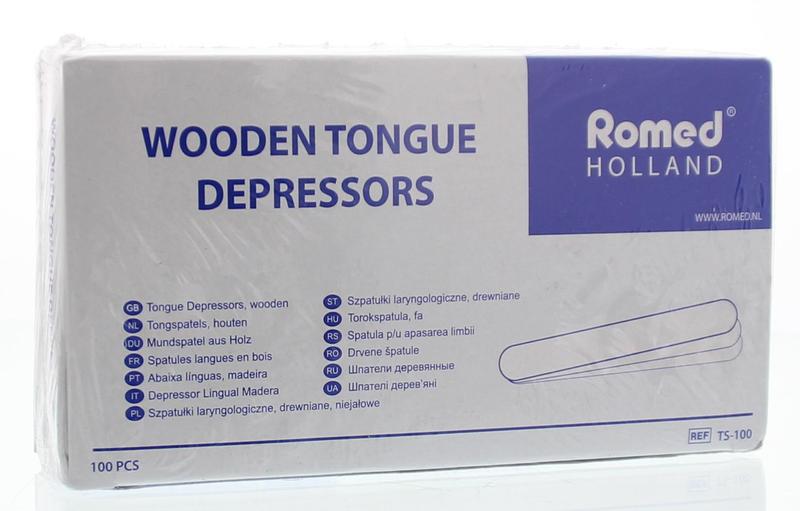 WOODEN TONGUE
DEPRESSORS
Romed®
HOLLAND
WWW.ROMED.NL
GB Tongue Depressors, wooden
NL Tongspatels, houten
DU Mundspatel aus Holz
FR Spatules langues en bois
PT Abaixa línguas, madeira
IT Depressor Lingual Madera
PL Szpatułki laryngologiczne, drewniane, niejałowe
ST Szpatułki laryngologiczne, drewniane
HU Torokspatula, fa
RS Spatula p/u apasarea limbii
RO Drvene špatule
RU Шпатели деревянные
UA Шпателі дерев'яні
100 PCS
REF TS-100
WOODEN TONGUE